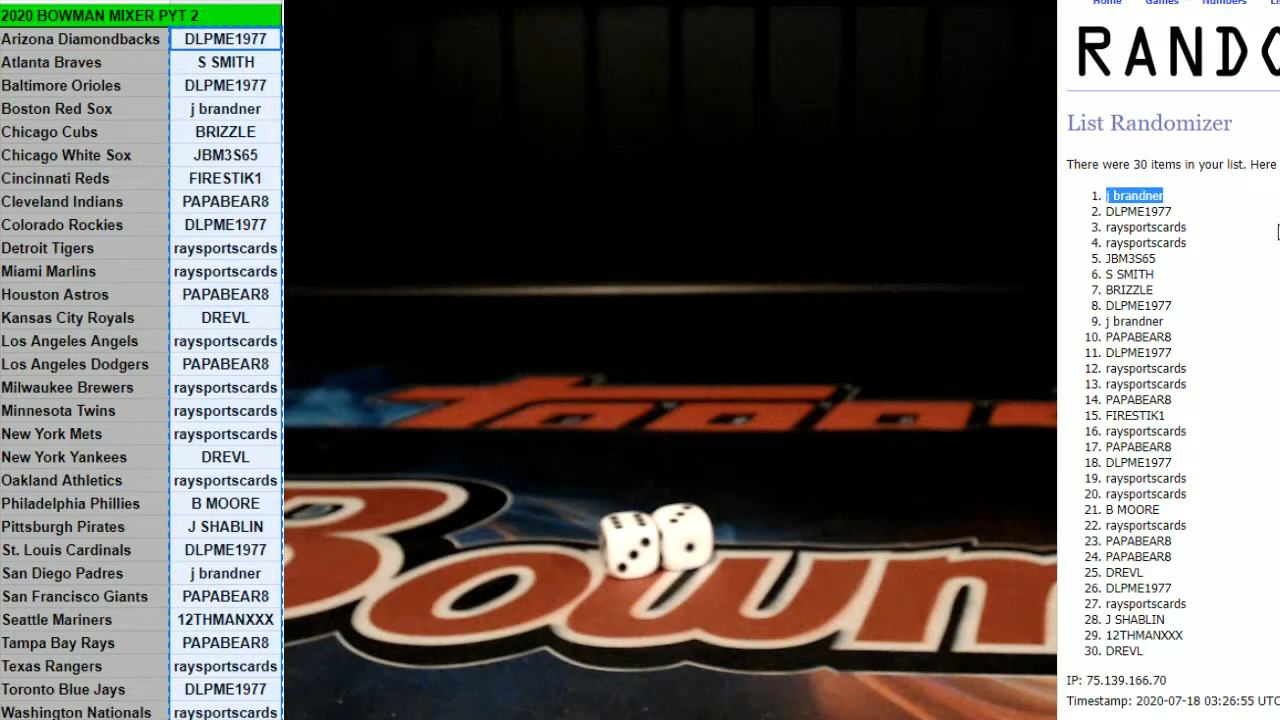 2020 BOWMAN MIXER PYT 2
Arizona Diamondbacks DLPME1977
Atlanta Braves S SMITH
Baltimore Orioles DLPME1977
Boston Red Sox j brandner
Chicago Cubs BRIZZLE
Chicago White Sox JBM3S65
Cincinnati Reds FIRESTIK1
Cleveland Indians PAPABEAR8
Colorado Rockies DLPME1977
Detroit Tigers raysportscards
Miami Marlins raysportscards
Houston Astros PAPABEAR8
Kansas City Royals DREVL
Los Angeles Angels raysportscards
Los Angeles Dodgers PAPABEAR8
Milwaukee Brewers raysportscards
Minnesota Twins raysportscards
New York Mets raysportscards
New York Yankees DREVL
Oakland Athletics raysportscards
Philadelphia Phillies B MOORE
Pittsburgh Pirates J SHABLIN
St. Louis Cardinals DLPME1977
San Diego Padres j brandner
San Francisco Giants PAPABEAR8
Seattle Mariners 12THMANXXX
Tampa Bay Rays PAPABEAR8
Texas Rangers raysportscards
Toronto Blue Jays DLPME1977
Washington Nationals raysportscards
Bowm
Home Games Numbers
RANDO
List Randomizer
There were 30 items in your list. Here
1. j brandner
2. DLPME1977
3. raysportscards
4. raysportscards
5. JBM3S65
6. S SMITH
7. BRIZZLE
8. DLPME1977
9. j brandner
10. PAPABEAR8
11. DLPME1977
12. raysportscards
13. raysportscards
14. PAPABEAR8
15. FIRESTIK1
16. raysportscards
17. PAPABEAR8
18. DLPME1977
19. raysportscards
20. raysportscards
21. B MOORE
22. raysportscards
23. PAPABEAR8
24. PAPABEAR8
25. DREVL
26. DLPME1977
27. raysportscards
28. J SHABLIN
29. 12THMANXXX
30. DREVL
IP: 75.139.166.70
Timestamp: 2020-07-18 03:26:55 UTC